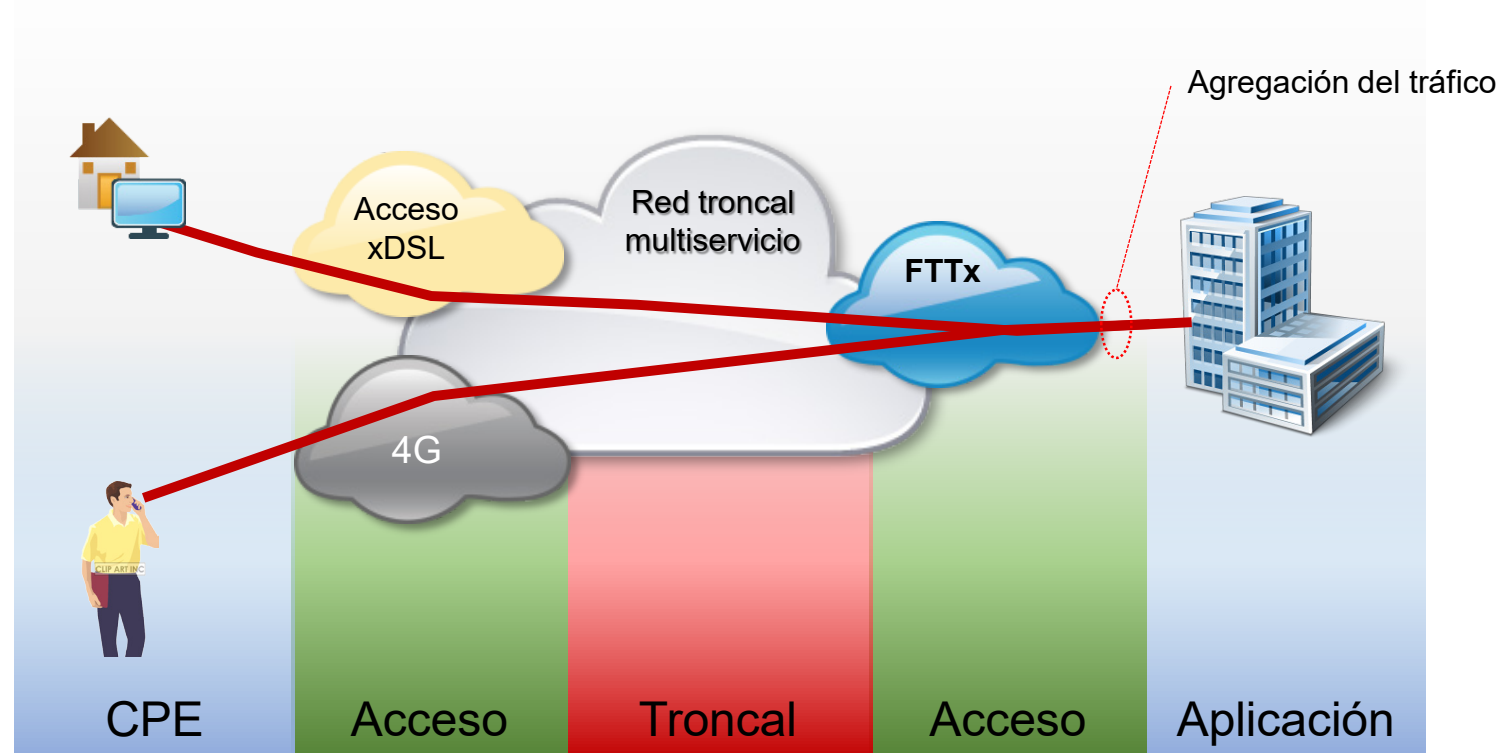 Agregación del tráfico
Acceso
xDSL
Red troncal
multiservicio
FTTx
4G
CLIP ART INC
CPE
Acceso
Troncal
Acceso
Aplicación